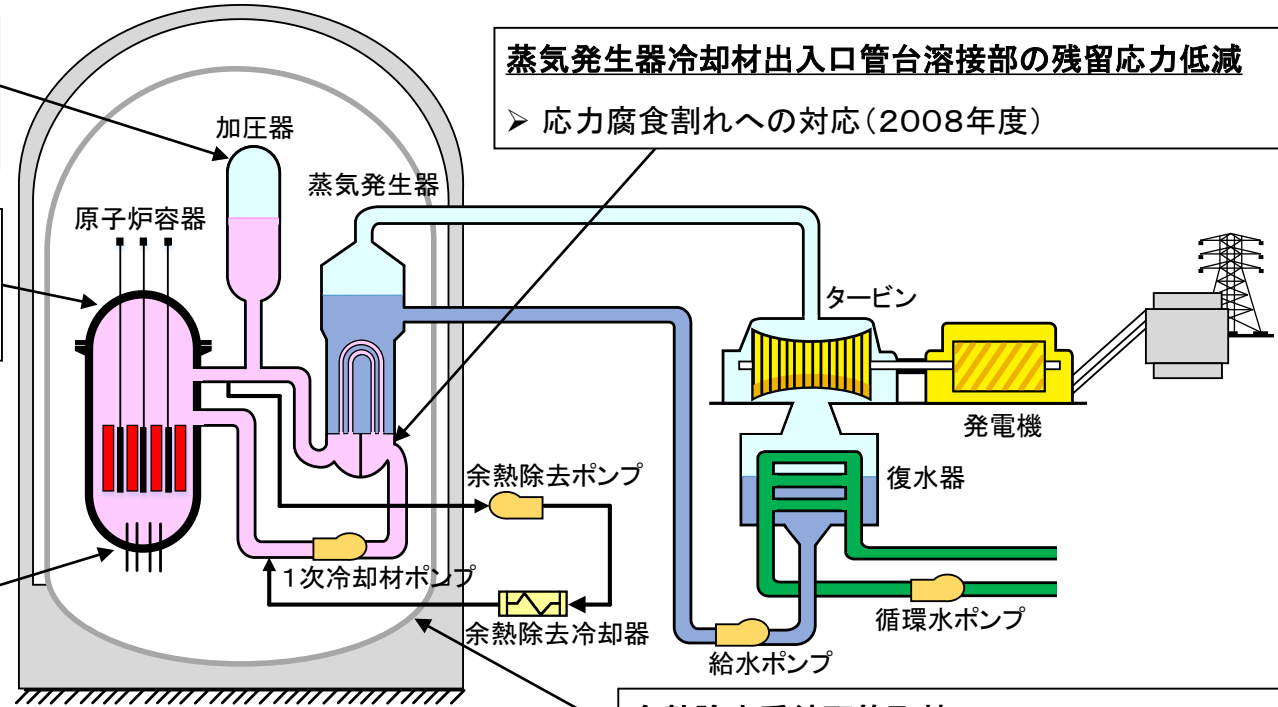 蒸気発生器冷却材出入口管台溶接部の残留応力低減
➢ 応力腐食割れへの対応（2008年度）
加圧器
蒸気発生器
原子炉容器
タービン
発電機
復水器
余熱除去ポンプ
1次冷却材ポンプ
余熱除去冷却器
循環水ポンプ
給水ポンプ